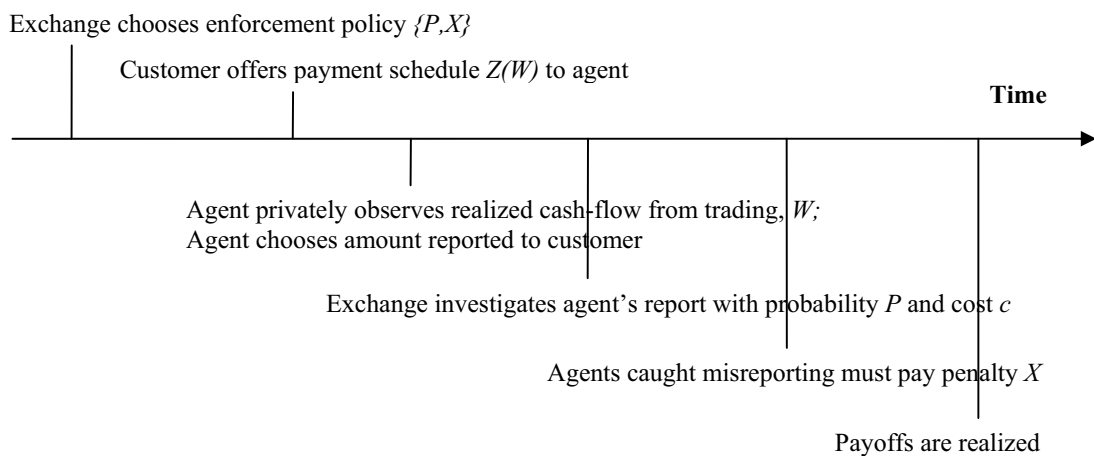 Exchange chooses enforcement policy {P,X}
Customer offers payment schedule Z(W) to agent
Time
Agent privately observes realized cash-flow from trading, W;
Agent chooses amount reported to customer
Exchange investigates agent's report with probability P and cost c
Agents caught misreporting must pay penalty X
Payoffs are realized